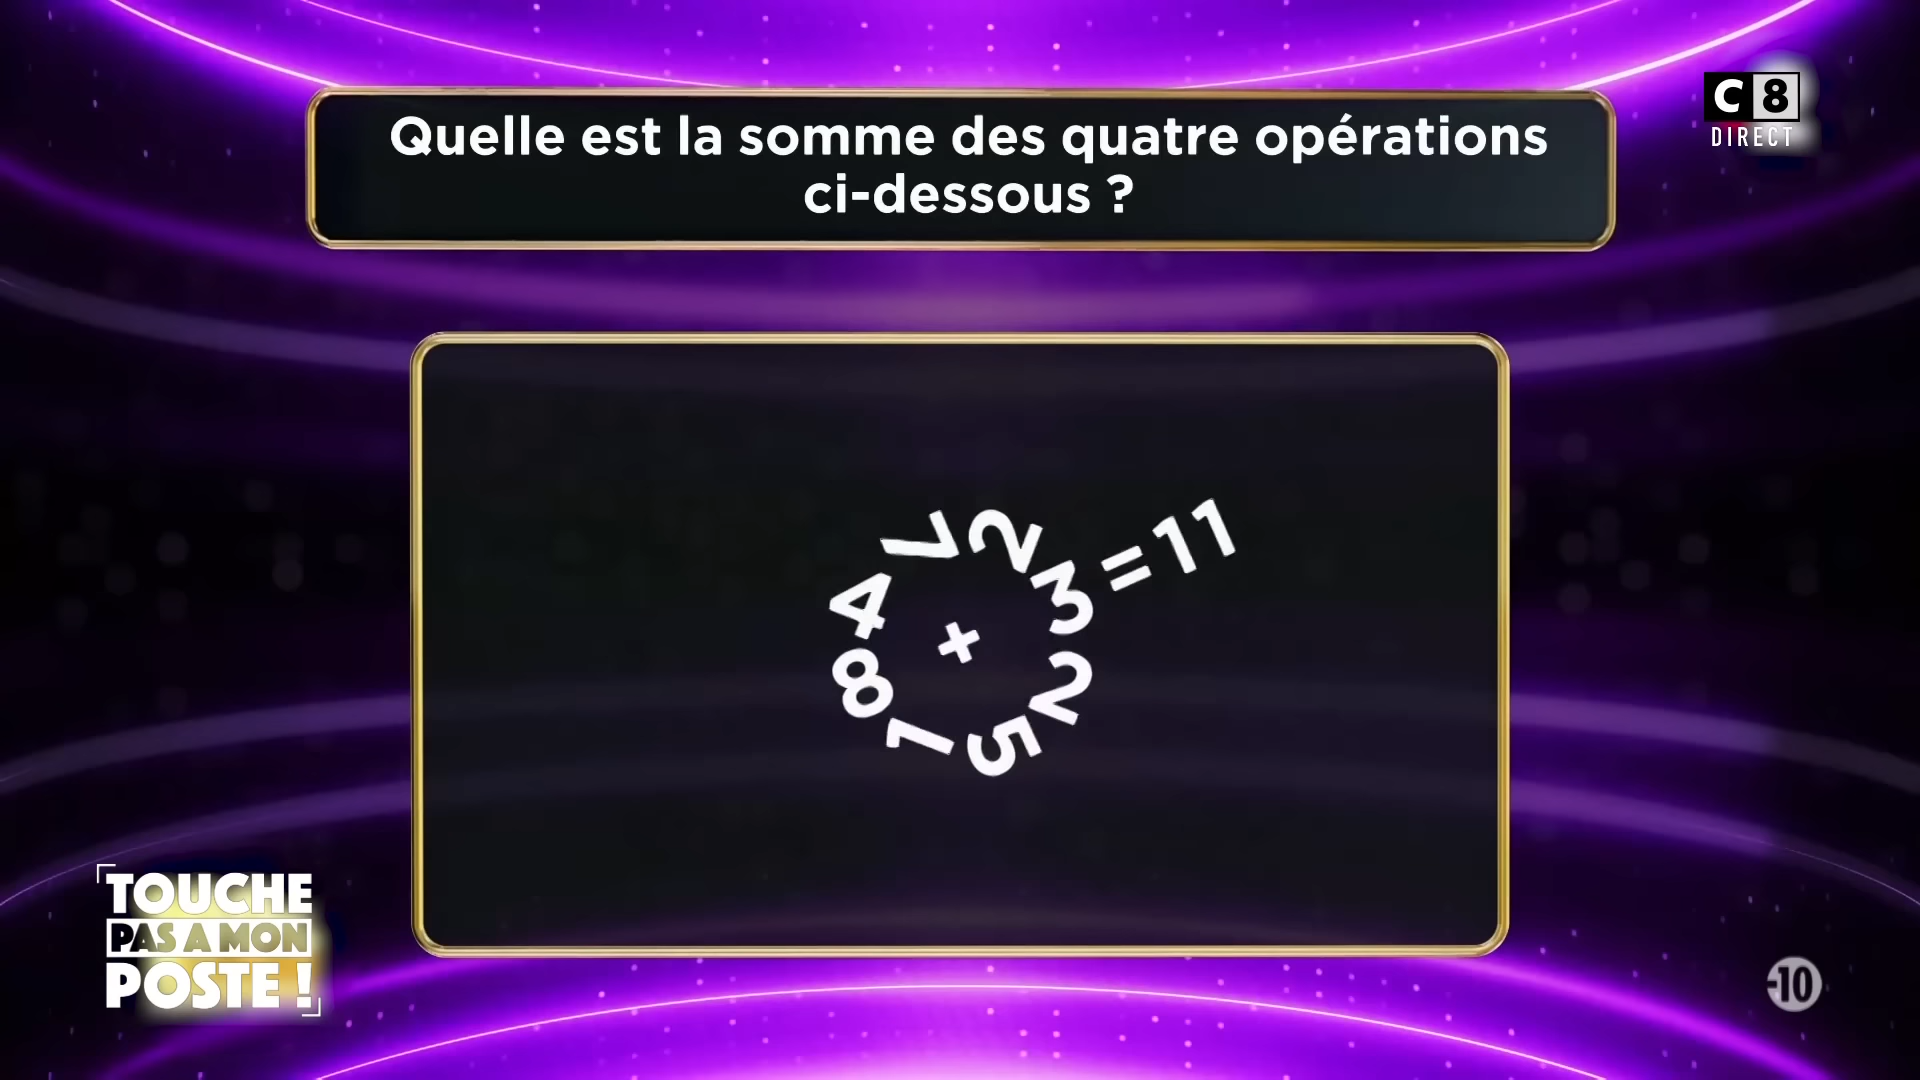 Quelle est la somme des quatre opérations
ci-dessous ?
C8
DIRECT
7 2
4 3 = 11
+
8 2
1 5
TOUCHE
PAS A MON
POSTE !
-10